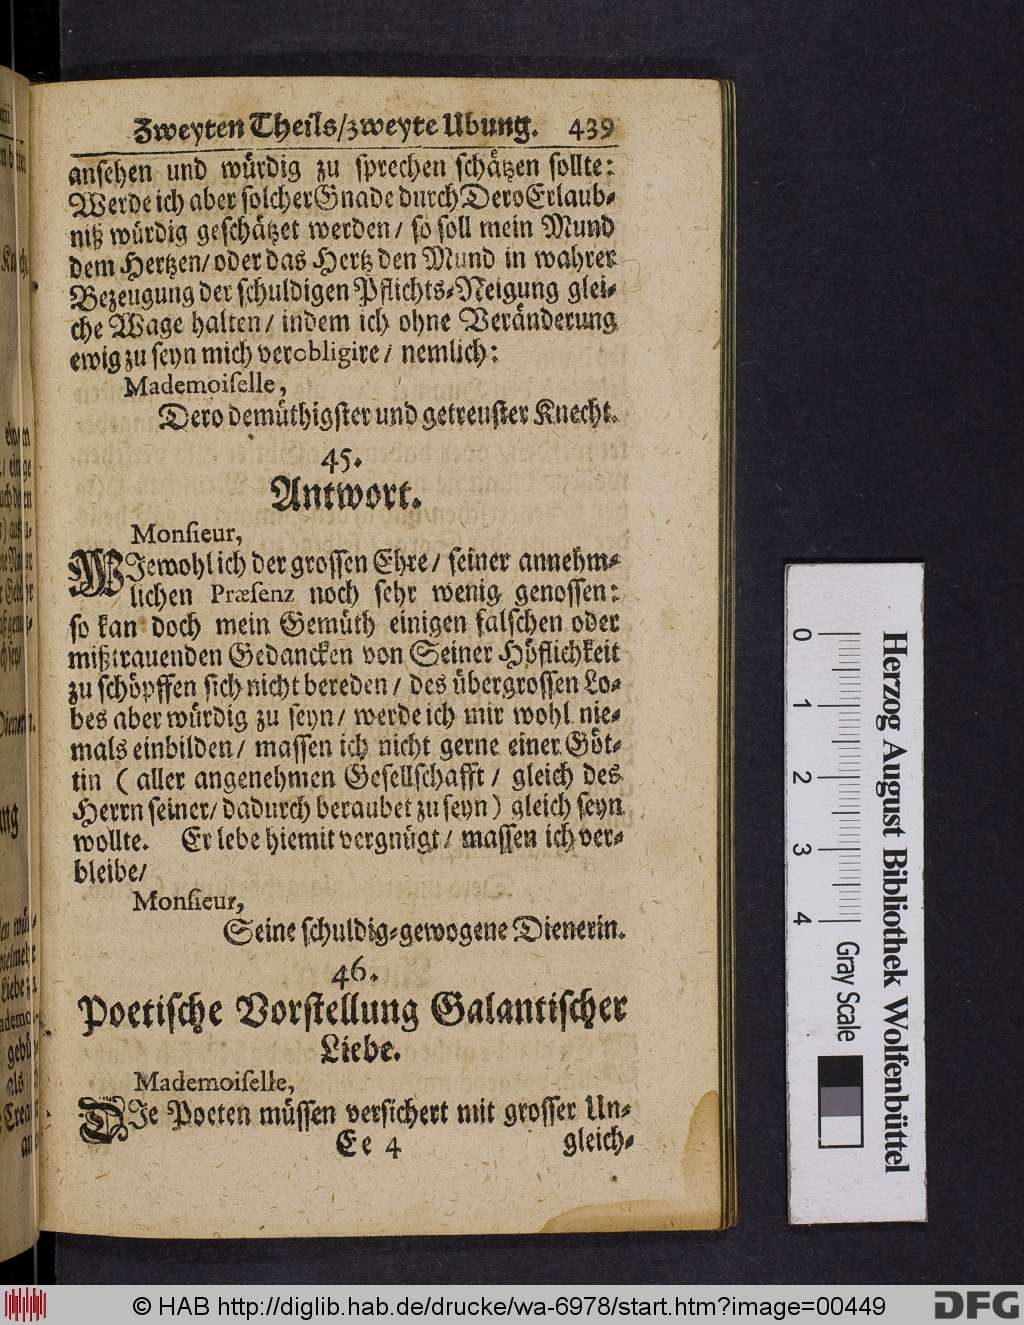 Zweyten Theils/zweyte Ubung. 439
ansehen und würdig zu sprechen schätzen sollte:
Werde ich aber solcher Gnade durch Dero Erlaub-
niß würdig geschätzet werden/ so soll mein Mund
dem Hertzen/ oder das Hertz den Mund in wahrer
Bezeugung der schuldigen Pflichts-Neigung glei-
che Wage halten/ indem ich ohne Veränderung
ewig zu seyn mich verobligire/ nemlich:
Mademoiselle,
Dero demüthigster und getreuster Knecht.
45.
Antwort.
Monsieur,
WJewohl ich der grossen Ehre/ seiner annehm-
lichen Præsenz noch sehr wenig genossen:
so kan doch mein Gemüth einigen falschen oder
mißtrauenden Gedancken von Seiner Höflichkeit
zu schöpffen sich nicht bereden/ des übergrossen Lo-
bes aber würdig zu seyn/ werde ich mir wohl nie-
mals einbilden/ massen ich nicht gerne einer Göt-
tin (aller angenehmen Gesellschafft/ gleich des
Herrn seiner/ dadurch beraubet zu seyn) gleich seyn
wollte. Er lebe hiemit vergnügt/ massen ich ver-
bleibe/
Monsieur,
Seine schuldig-gewogene Dienerin.
46.
Poetische Vorstellung Galantischer
Liebe.
Mademoiselle,
DIe Poeten müssen versichert mit grosser Un-
Ee 4 gleich-
0 1 2 3 4
Gray Scale
Herzog August Bibliothek Wolfenbüttel
© HAB http://diglib.hab.de/drucke/wa-6978/start.htm?image=00449
DFG